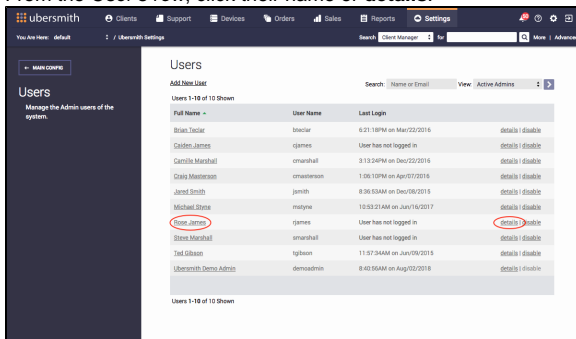 From the User's row, click their name or details.
ubersmith Clients Support Devices Orders Sales Reports Settings
You Are Here: default / Ubersmith Settings Search Client Manager for More | Advanced
← MAIN CONFIG
Users
Manage the Admin users of the
system.
Users
Add New User Search: Name or Email View: Active Admins
Users 1-10 of 10 Shown
Full Name User Name Last Login
Brian Teclar bteclar 6:21:18PM on Mar/22/2016 details | disable
Caiden James cjames User has not logged in details | disable
Camille Marshall cmarshall 3:13:24PM on Dec/22/2016 details | disable
Craig Masterson cmasterson 1:06:10PM on Apr/07/2016 details | disable
Jared Smith jsmith 8:36:53AM on Dec/08/2015 details | disable
Michael Styne mstyne 10:53:21AM on Jun/16/2017 details | disable
Rose James rjames User has not logged in details | disable
Steve Marshall smarshall User has not logged in details | disable
Ted Gibson tgibson 11:57:34AM on Jun/09/2015 details | disable
Ubersmith Demo Admin demoadmin 8:40:56AM on Aug/02/2018 details | disable
Users 1-10 of 10 Shown